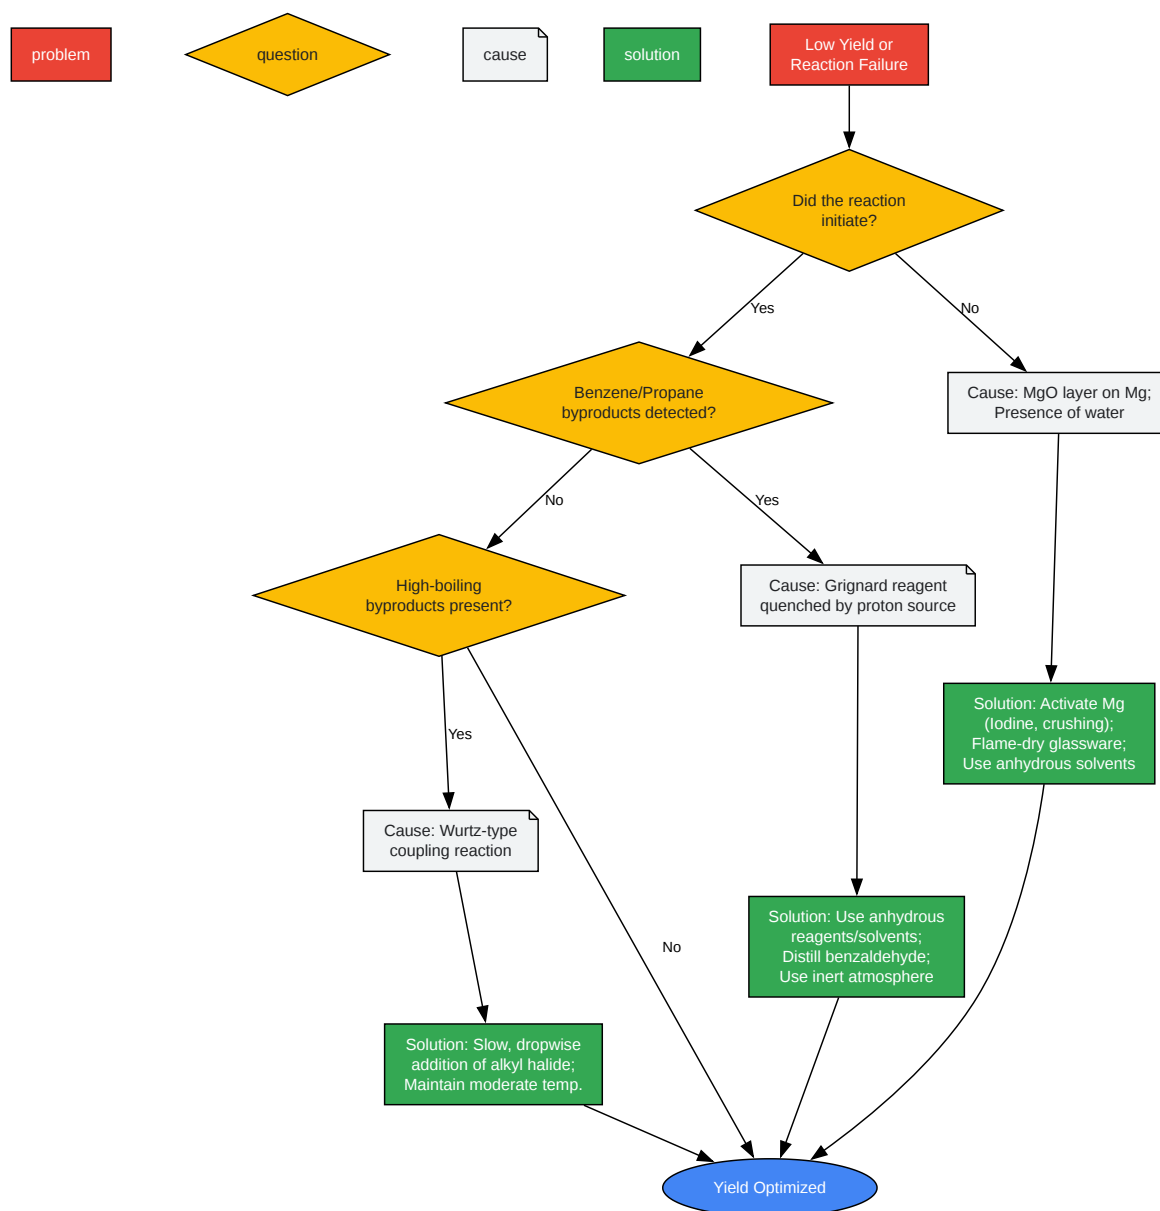 problem
question
cause
solution
Low Yield or
Reaction Failure
Did the reaction
initiate?
Yes
No
Benzene/Propane
byproducts detected?
Cause: MgO layer on Mg;
Presence of water
No
Yes
High-boiling
byproducts present?
Cause: Grignard reagent
quenched by proton source
Solution: Activate Mg
(Iodine, crushing);
Flame-dry glassware;
Use anhydrous solvents
Yes
Cause: Wurtz-type
coupling reaction
No
Solution: Use anhydrous
reagents/solvents;
Distill benzaldehyde;
Use inert atmosphere
Solution: Slow, dropwise
addition of alkyl halide;
Maintain moderate temp.
Yield Optimized